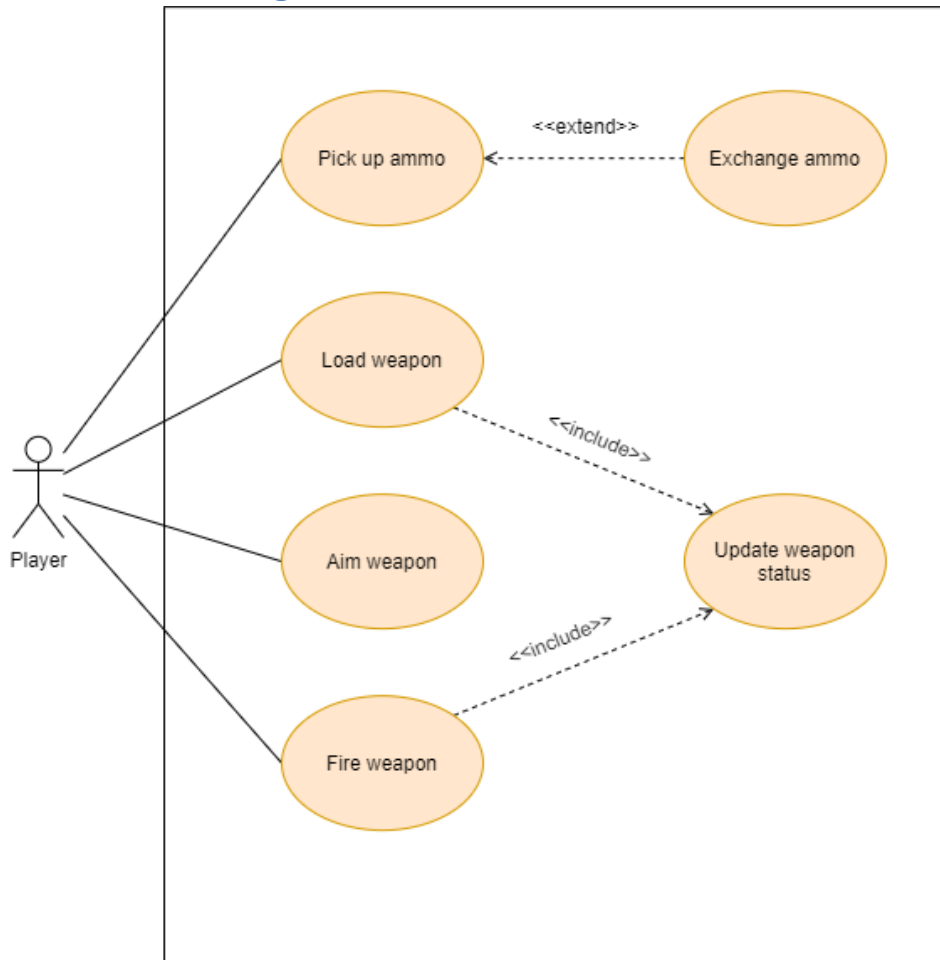 <<extend>>
Pick up ammo
Exchange ammo
Load weapon
<<include>>
Player
Aim weapon
Update weapon
status
<<include>>
Fire weapon